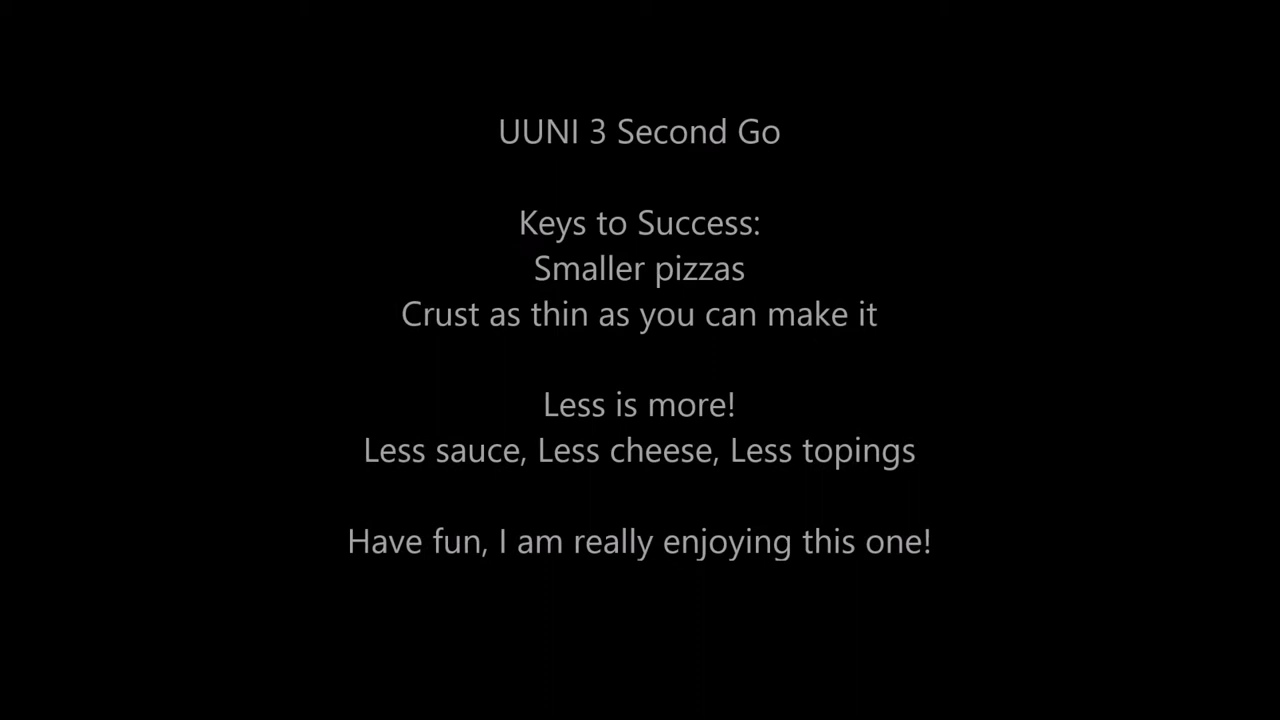 UUNI 3 Second Go
Keys to Success:
Smaller pizzas
Crust as thin as you can make it
Less is more!
Less sauce, Less cheese, Less topings
Have fun, I am really enjoying this one!